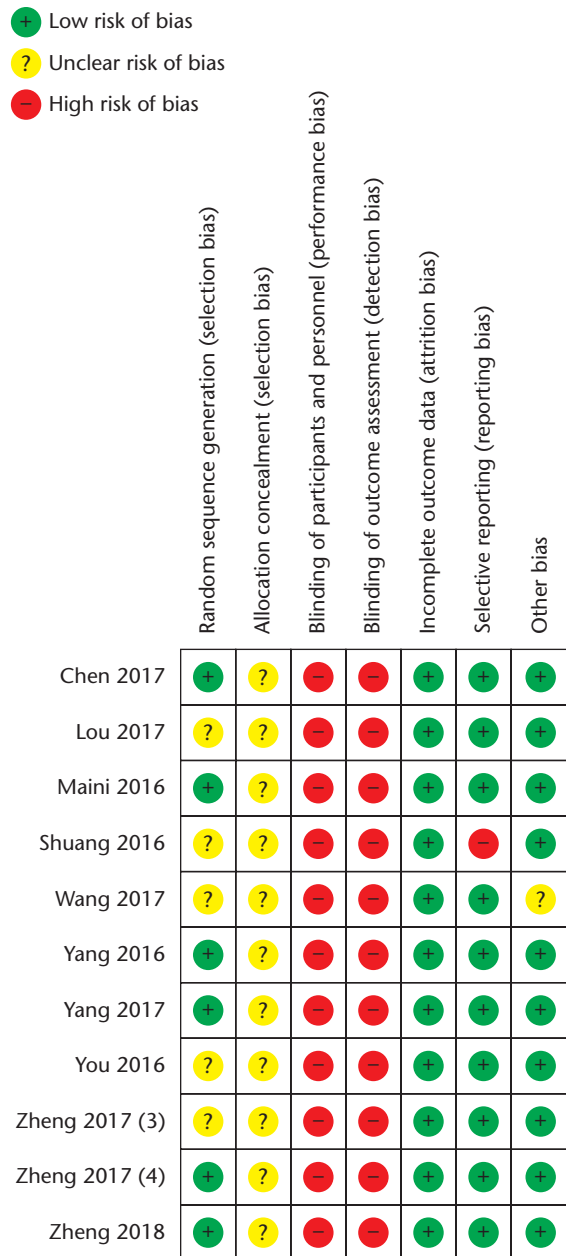 + Low risk of bias
? Unclear risk of bias
− High risk of bias
Random sequence generation (selection bias)
Allocation concealment (selection bias)
Blinding of participants and personnel (performance bias)
Blinding of outcome assessment (detection bias)
Incomplete outcome data (attrition bias)
Selective reporting (reporting bias)
Other bias
Chen 2017 + ? − − + + +
Lou 2017 ? ? − − + + +
Maini 2016 + ? − − + + +
Shuang 2016 ? ? − − + − +
Wang 2017 ? ? − − + + ?
Yang 2016 + ? − − + + +
Yang 2017 + ? − − + + +
You 2016 ? ? − − + + +
Zheng 2017 (3) ? ? − − + + +
Zheng 2017 (4) + ? − − + + +
Zheng 2018 + ? − − + + +